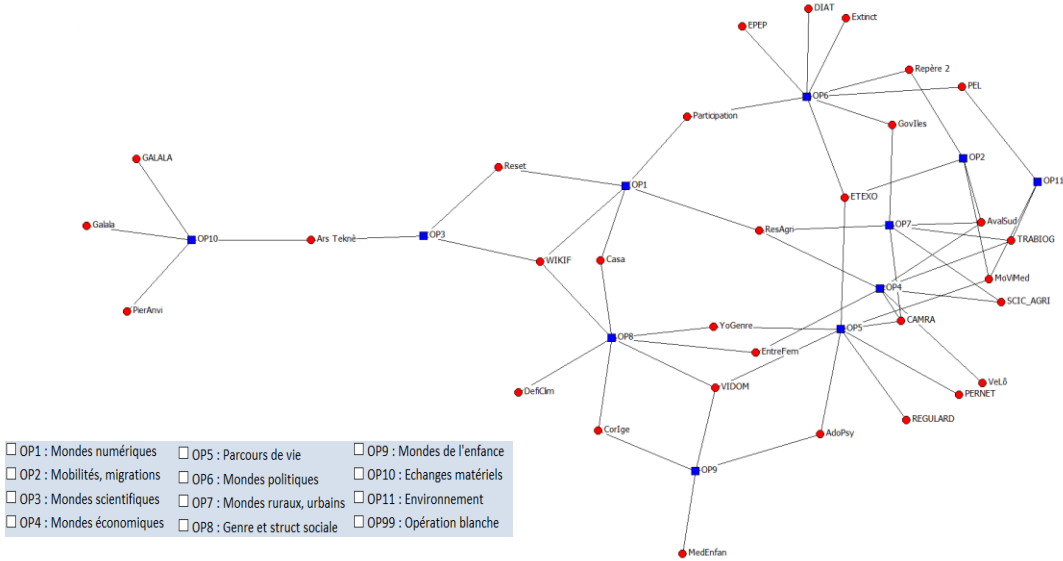 DIAT
Extinct
EPEP
Repère 2
PEL
OP6
Participation
GovIles
GALALA
OP2
Reset
OP11
OP1
ETEXO
Galala
AvalSud
OP7
ResAgri
OP10
Ars Teknè
OP3
TRABIOG
WIKIF
Casa
MoViMed
OP4
SCIC_AGRI
PierAnvi
CAMRA
YoGenre
OP5
OP8
EntreFem
VeLô
VIDOM
DefiClm
PERNET
REGULARD
CorIge
AdoPsy
OP9
MedEnfan
OP1 : Mondes numériques
OP2 : Mobilités, migrations
OP3 : Mondes scientifiques
OP4 : Mondes économiques
OP5 : Parcours de vie
OP6 : Mondes politiques
OP7 : Mondes ruraux, urbains
OP8 : Genre et struct sociale
OP9 : Mondes de l'enfance
OP10 : Echanges matériels
OP11 : Environnement
OP99 : Opération blanche